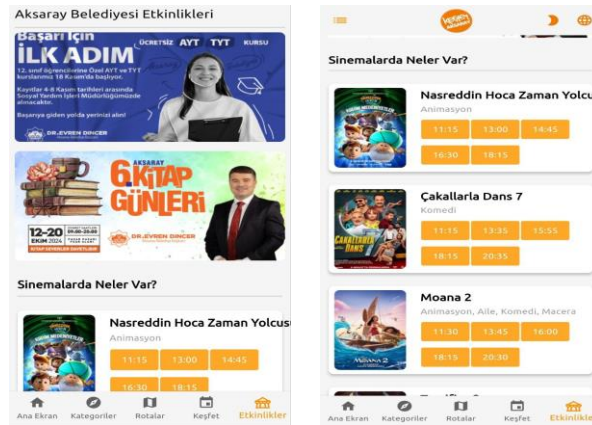 Aksaray Belediyesi Etkinlikleri
Başarı İçin
İLK ADIM
ÜCRETSİZ AYT TYT KURSU
12. sınıf öğrencilerine Özel AYT ve TYT
kurslarımız 18 Kasım'da başlıyor.
Kayıtlar 4-8 Kasım tarihleri arasında
Sosyal Yardım İşleri Müdürlüğümüzde
alınacaktır.
Başarıya giden yolda yerinizi alın!
DR. EVREN DİNÇER
AKSARAY
6.KİTAP
GÜNLERİ
12-20
EKİM 2024
DR. EVREN DİNÇER
Sinemalarda Neler Var?
Nasreddin Hoca Zaman Yolcusu
Animasyon
11:15 13:00 14:45
16:30 18:15
Ana Ekran Kategoriler Rotalar Keşfet Etkinlikler
Sinemalarda Neler Var?
Nasreddin Hoca Zaman Yolcu
Animasyon
11:15 13:00 14:45
16:30 18:15
Çakallarla Dans 7
Komedi
11:15 13:35 15:55
18:15 20:35
ÇAKALLARLA
DANS 7
Moana 2
Animasyon, Aile, Komedi, Macera
11:30 13:45 16:00
18:15 20:30
MOANA 2
Ana Ekran Kategoriler Rotalar Keşfet Etkinlikler